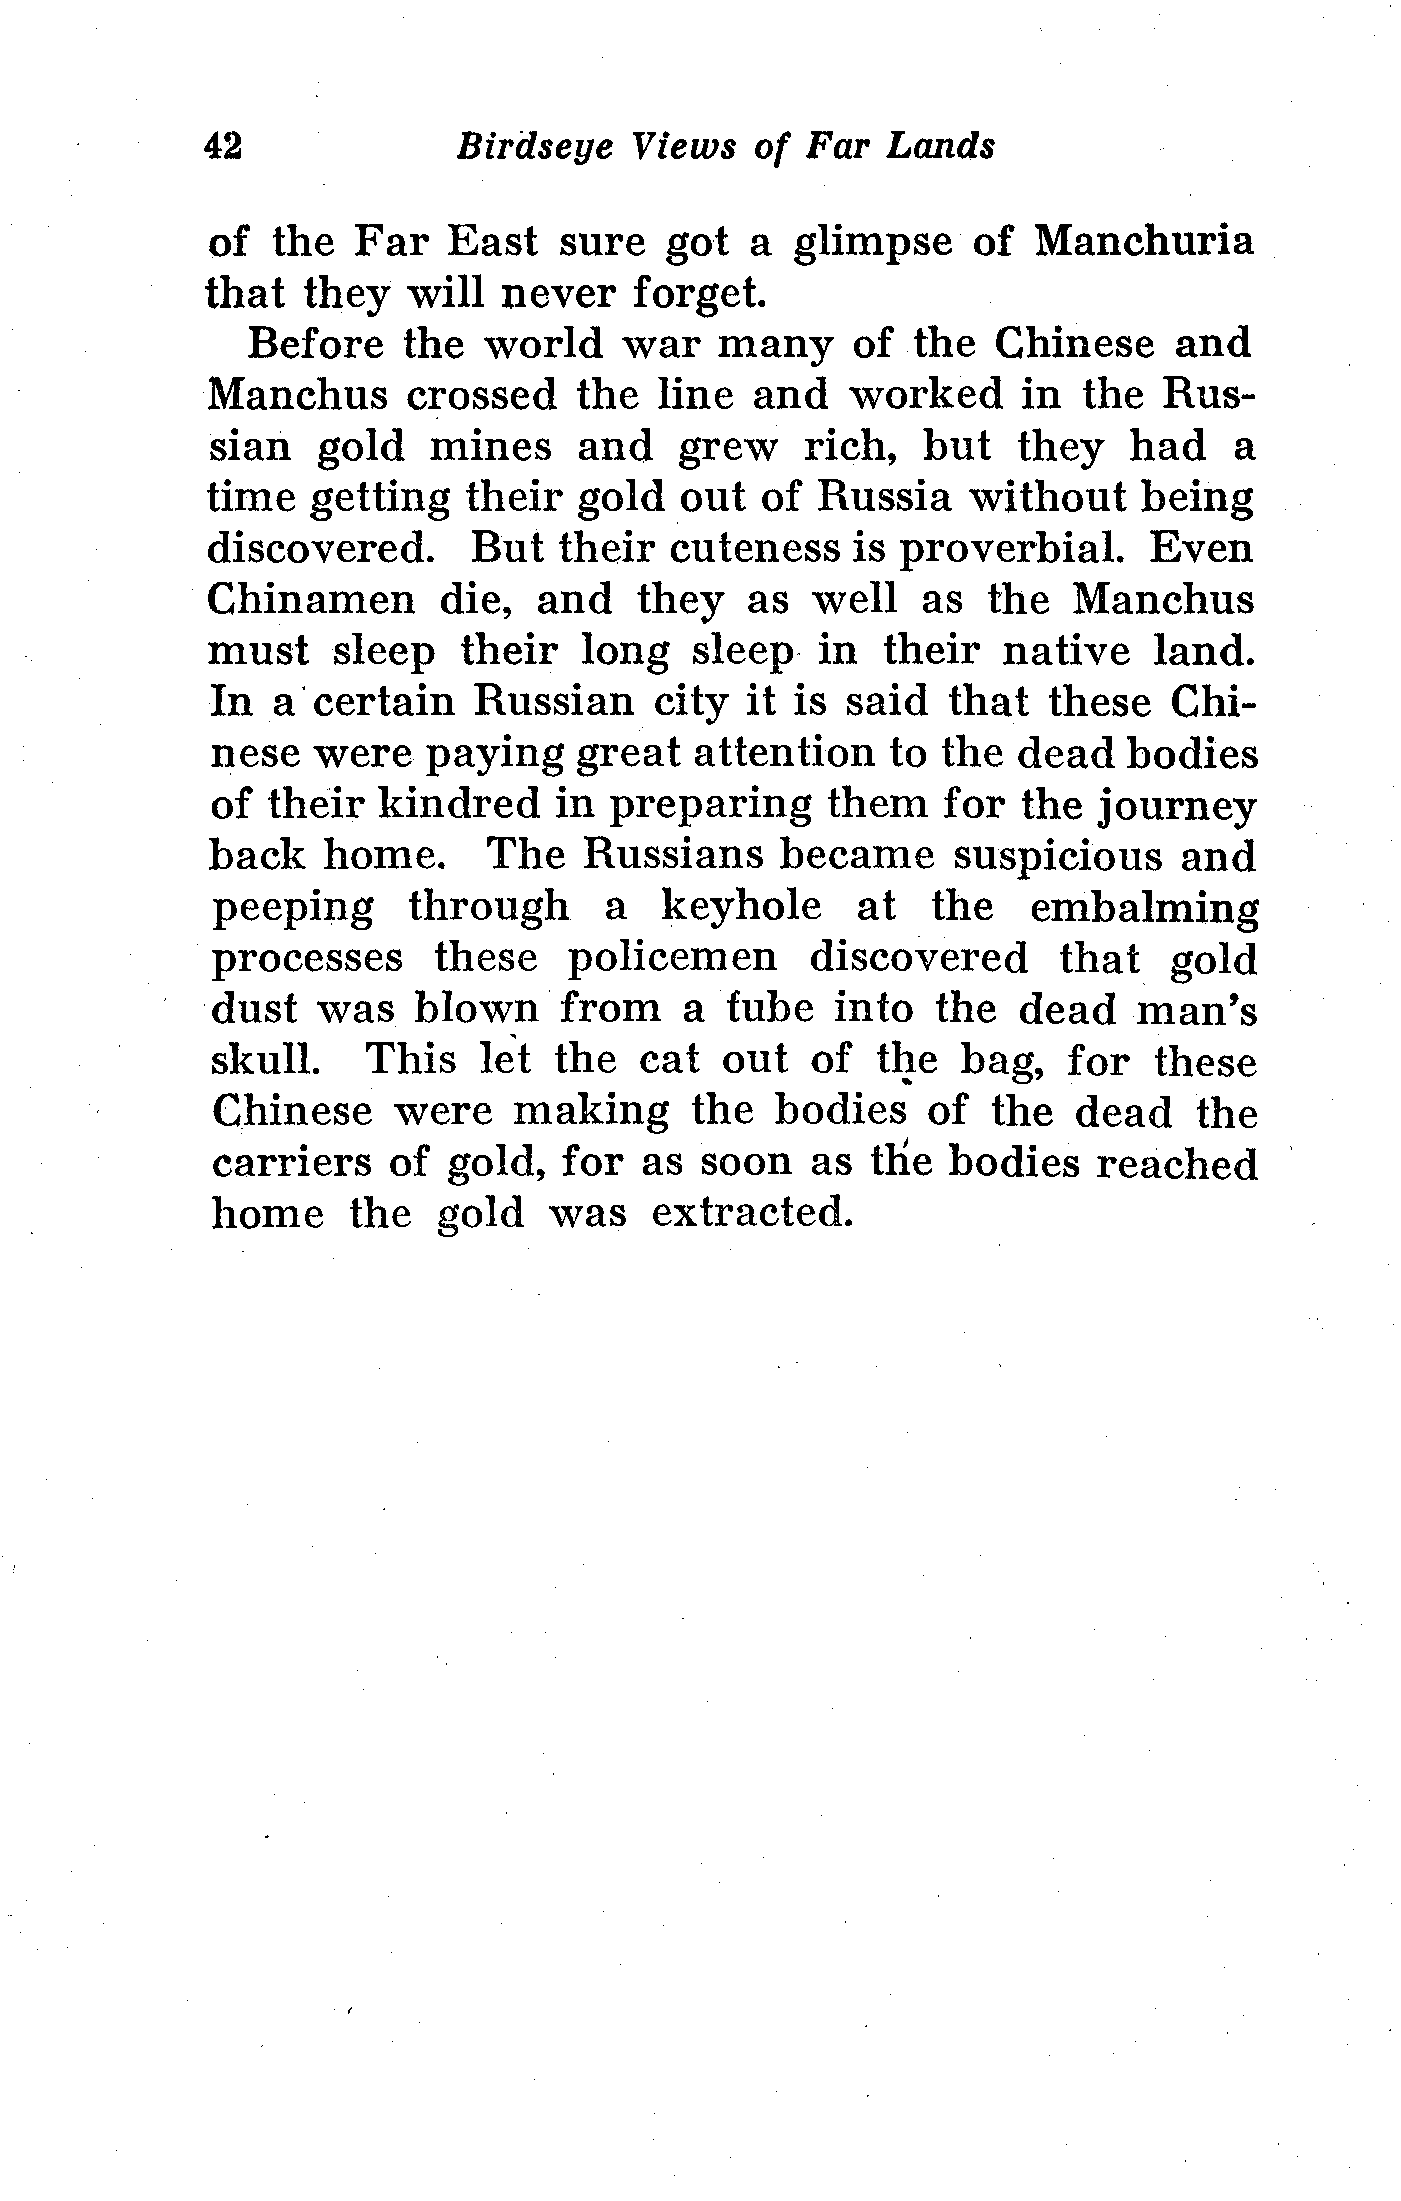 42 Birdseye Views of Far Lands
of the Far East sure got a glimpse of Manchuria
that they will never forget.
Before the world war many of the Chinese and
Manchus crossed the line and worked in the Rus-
sian gold mines and grew rich, but they had a
time getting their gold out of Russia without being
discovered. But their cuteness is proverbial. Even
Chinamen die, and they as well as the Manchus
must sleep their long sleep in their native land.
In a certain Russian city it is said that these Chi-
nese were paying great attention to the dead bodies
of their kindred in preparing them for the journey
back home. The Russians became suspicious and
peeping through a keyhole at the embalming
processes these policemen discovered that gold
dust was blown from a tube into the dead man's
skull. This let the cat out of the bag, for these
Chinese were making the bodies of the dead the
carriers of gold, for as soon as the bodies reached
home the gold was extracted.